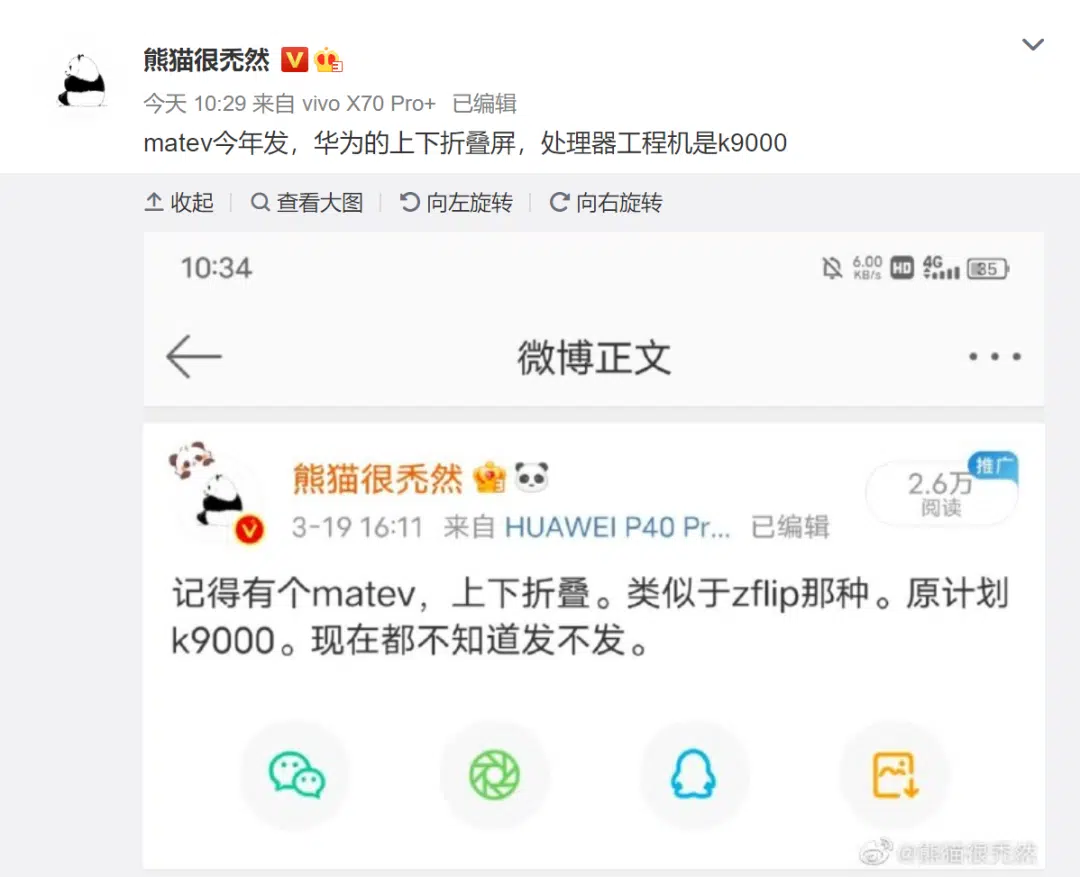 熊猫很秃然
今天 10:29 来自 vivo X70 Pro+ 已编辑
matev今年发，华为的上下折叠屏，处理器工程机是k9000
收起 查看大图 向左旋转 向右旋转
10:34 6.00 KB/s HD 4G 85
微博正文
熊猫很秃然
推广
2.6万
阅读
3-19 16:11 来自 HUAWEI P40 Pr... 已编辑
记得有个matev，上下折叠。类似于zflip那种。原计划
k9000。现在都不知道发不发。
@熊猫很秃然